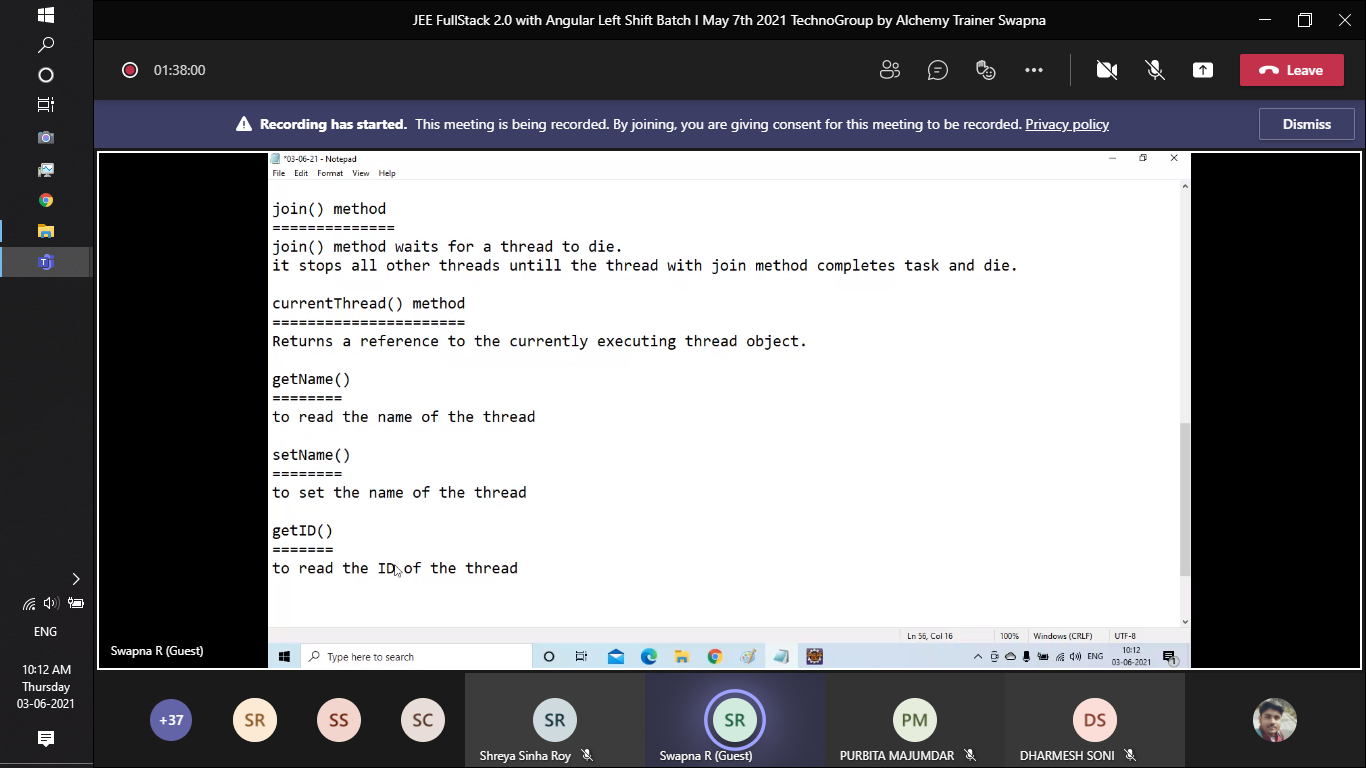 JEE FullStack 2.0 with Angular Left Shift Batch I May 7th 2021 TechnoGroup by Alchemy Trainer Swapna
01:38:00
Leave
Recording has started. This meeting is being recorded. By joining, you are giving consent for this meeting to be recorded. Privacy policy
Dismiss
*03-06-21 - Notepad
File Edit Format View Help
join() method
==============
join() method waits for a thread to die.
it stops all other threads untill the thread with join method completes task and die.
currentThread() method
======================
Returns a reference to the currently executing thread object.
getName()
========
to read the name of the thread
setName()
========
to set the name of the thread
getID()
=======
to read the ID of the thread
Ln 56, Col 16 100% Windows (CRLF) UTF-8
Swapna R (Guest)
Type here to search
ENG
10:12
03-06-2021
1
ENG
10:12 AM
Thursday
03-06-2021
T
+37
SR
SS
SC
SR
Shreya Sinha Roy
SR
Swapna R (Guest)
PM
PURBITA MAJUMDAR
DS
DHARMESH SONI